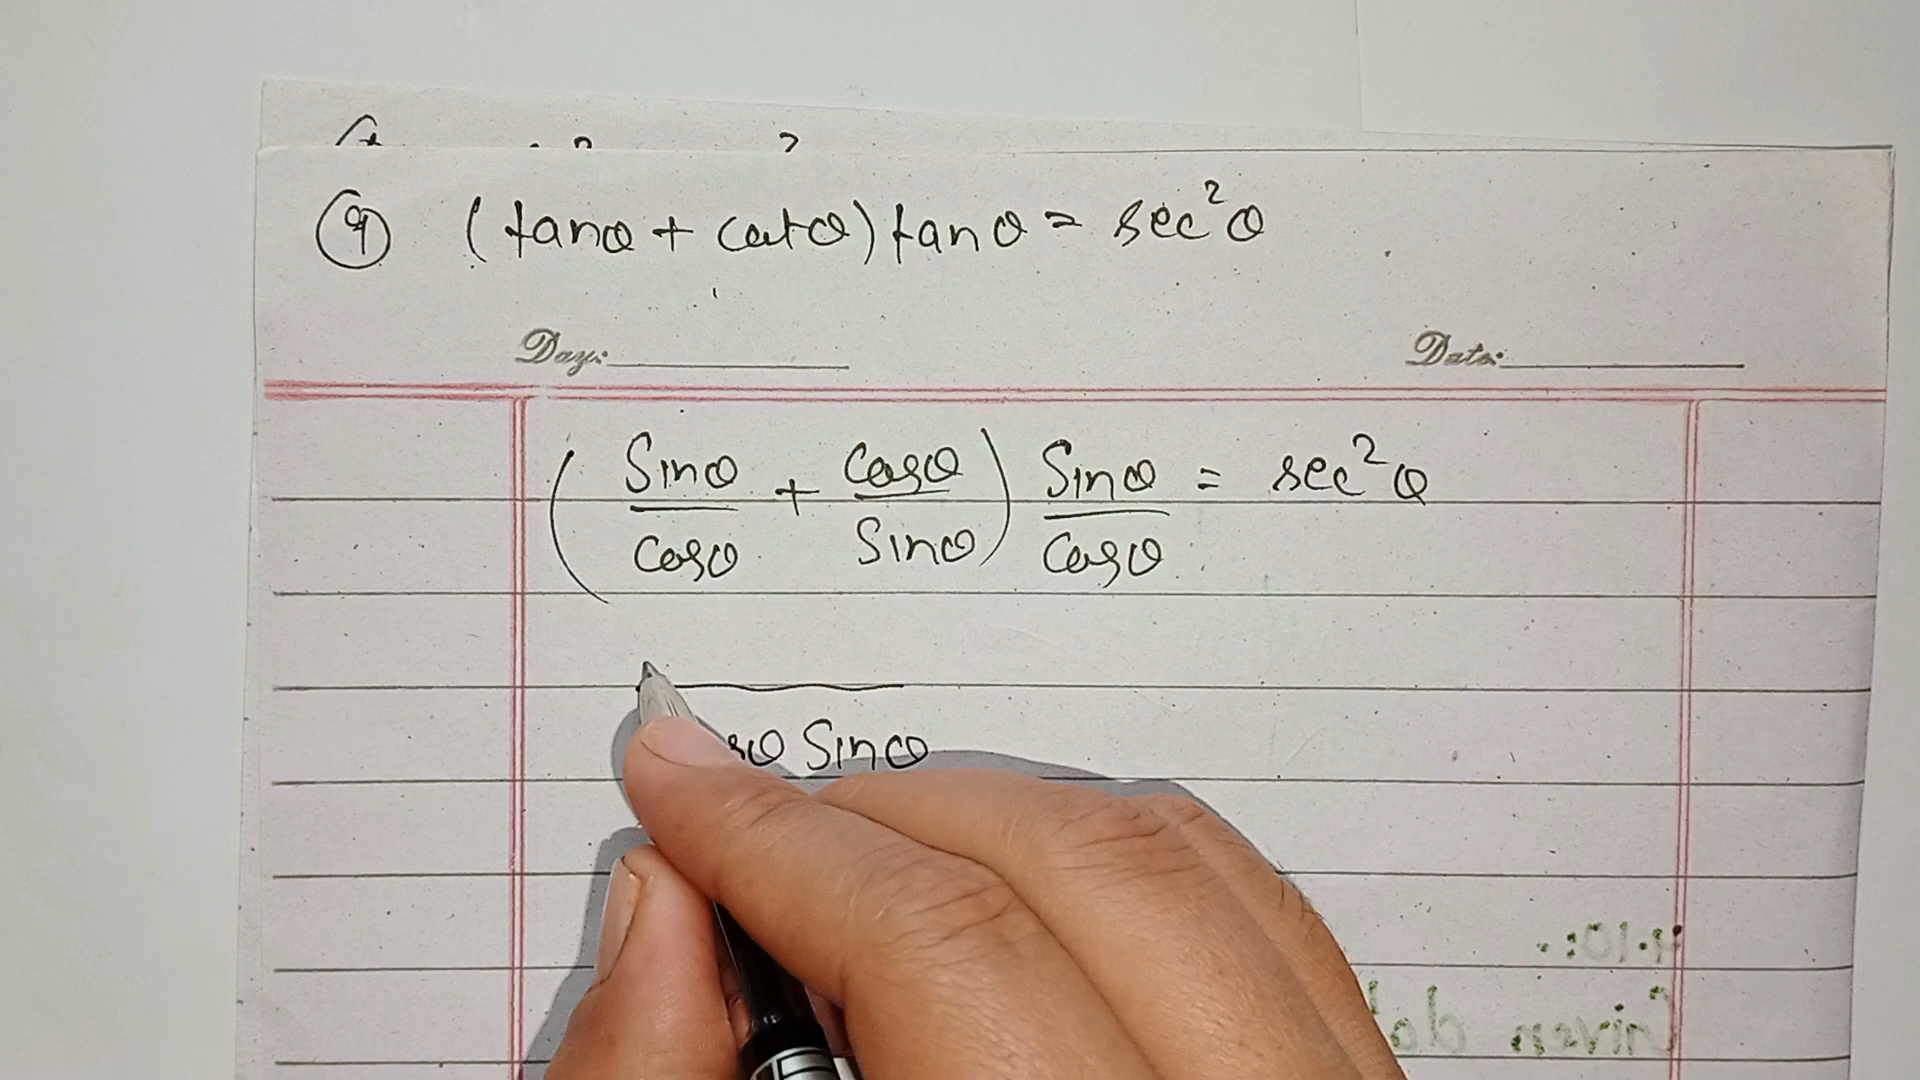 9 (tanθ + cotθ) tanθ = sec²θ
Day: Date:
( Sinθ/Cosθ + Cosθ/Sinθ ) Sinθ/Cosθ = sec²θ
Sinθ